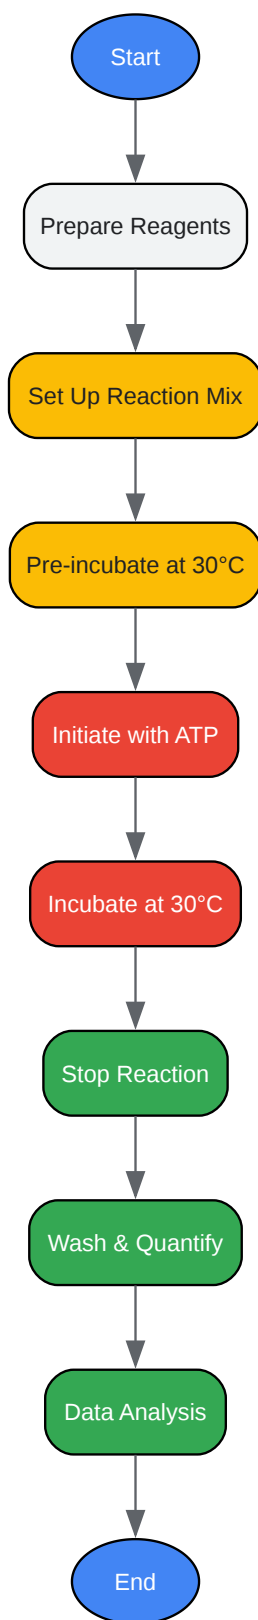 Start
Prepare Reagents
Set Up Reaction Mix
Pre-incubate at 30°C
Initiate with ATP
Incubate at 30°C
Stop Reaction
Wash & Quantify
Data Analysis
End